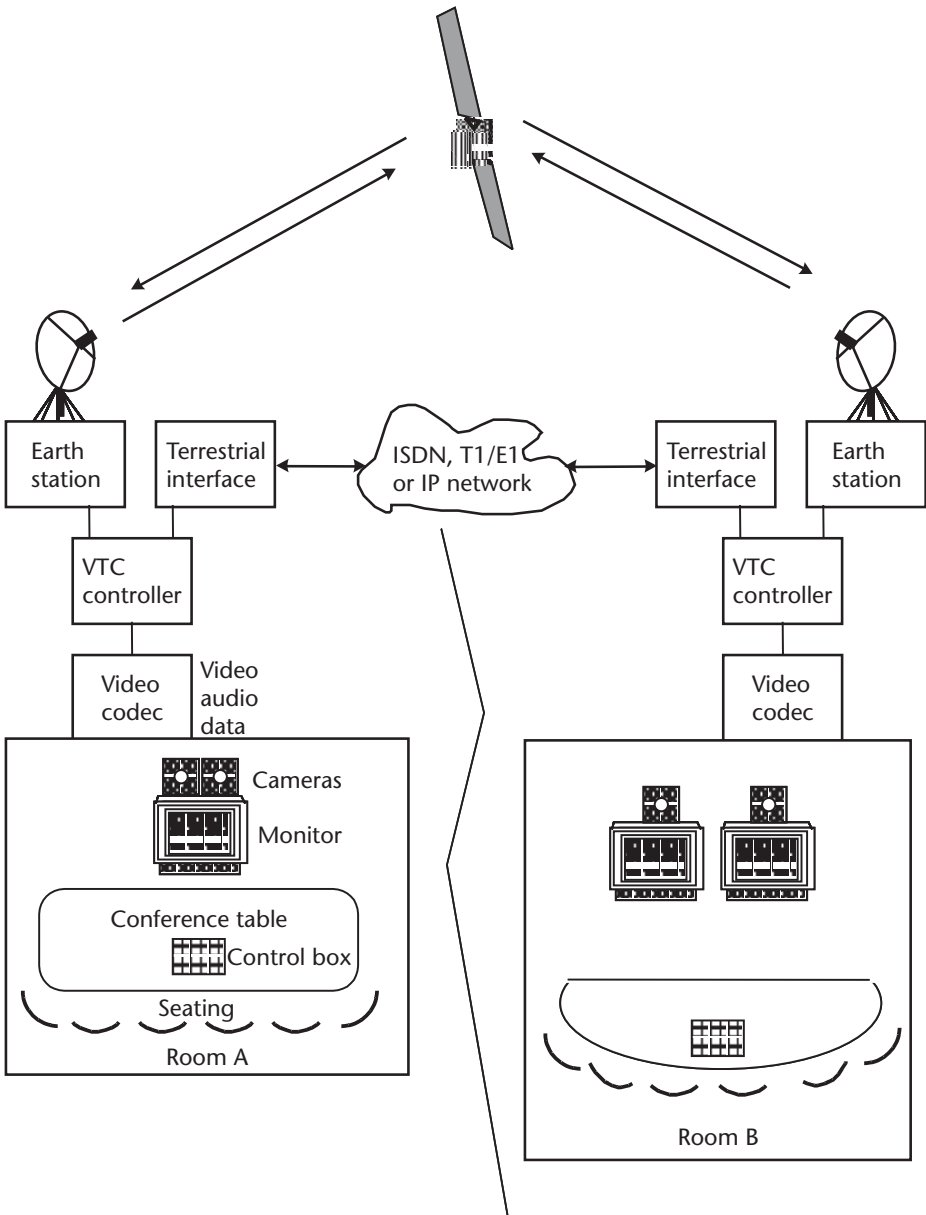 Earth
station
Terrestrial
interface
ISDN, T1/E1
or IP network
Terrestrial
interface
Earth
station
VTC
controller
VTC
controller
Video
codec
Video
audio
data
Video
codec
Cameras
Monitor
Conference table
Control box
Seating
Room A
Room B